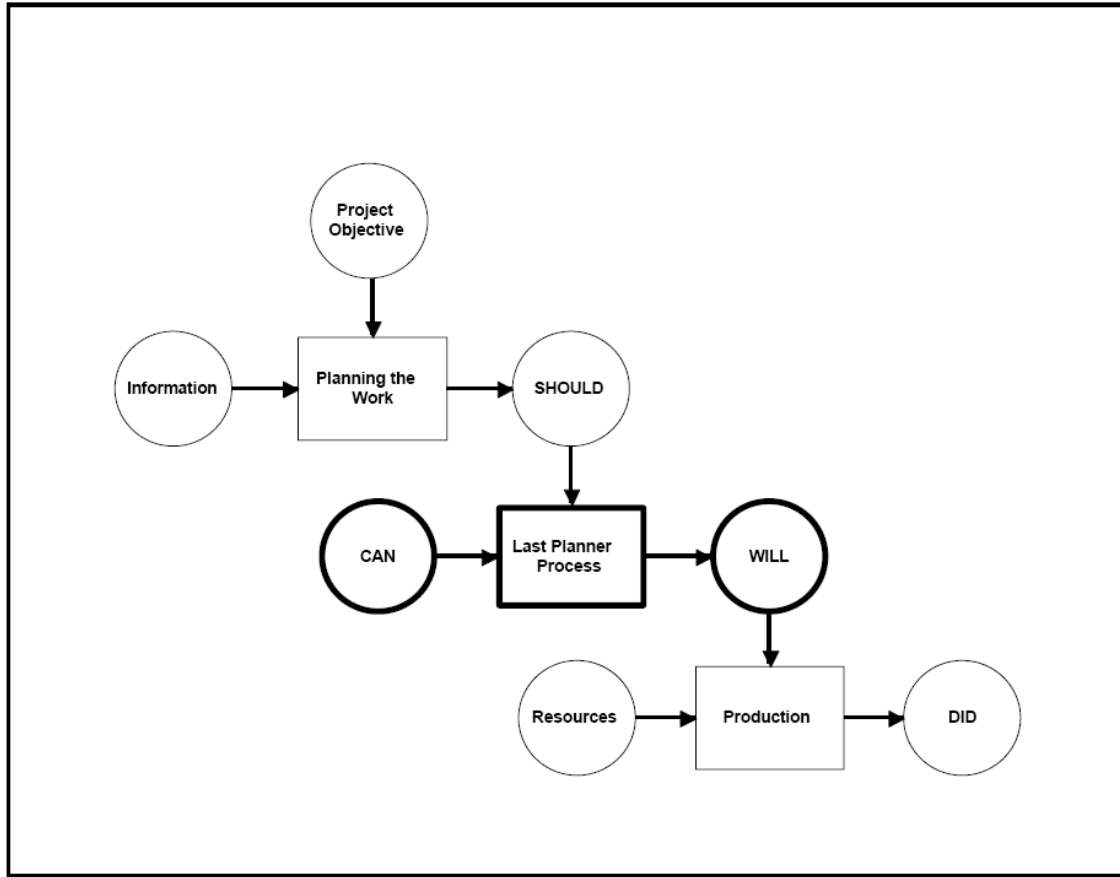 Project
Objective
Information
Planning the
Work
SHOULD
CAN
Last Planner
Process
WILL
Resources
Production
DID